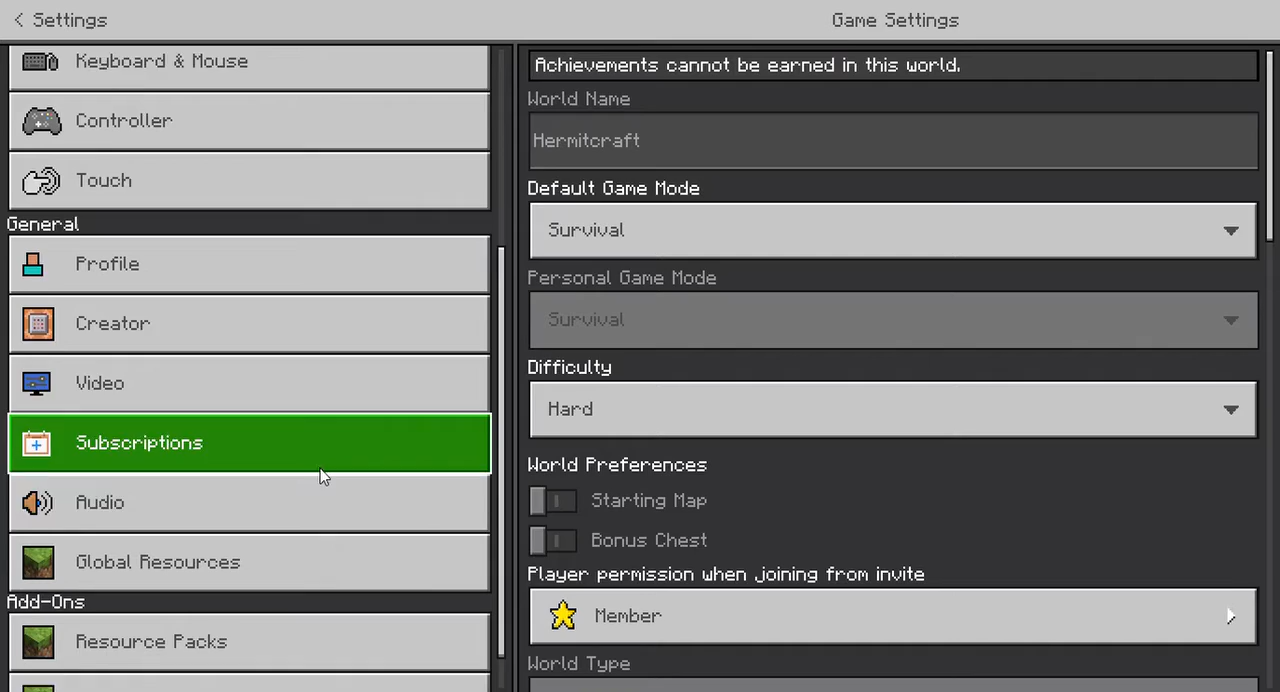 Settings
Game Settings
Keyboard & Mouse
Controller
Touch
General
Profile
Creator
Video
Subscriptions
Audio
Global Resources
Add-Ons
Resource Packs
Achievements cannot be earned in this world.
World Name
Hermitcraft
Default Game Mode
Survival
Personal Game Mode
Survival
Difficulty
Hard
World Preferences
Starting Map
Bonus Chest
Player permission when joining from invite
Member
World Type